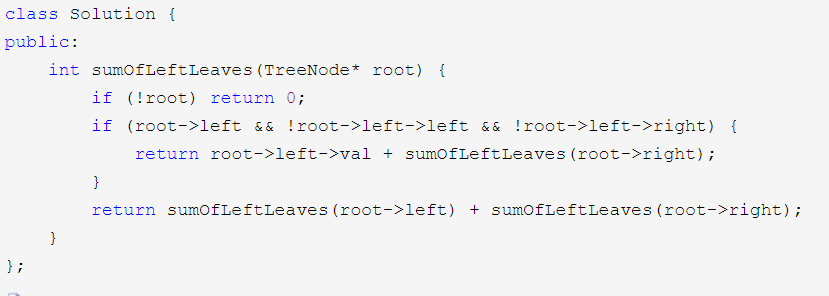 class Solution {
public:
    int sumOfLeftLeaves(TreeNode* root) {
        if (!root) return 0;
        if (root->left && !root->left->left && !root->left->right) {
            return root->left->val + sumOfLeftLeaves(root->right);
        }
        return sumOfLeftLeaves(root->left) + sumOfLeftLeaves(root->right);
    }
};